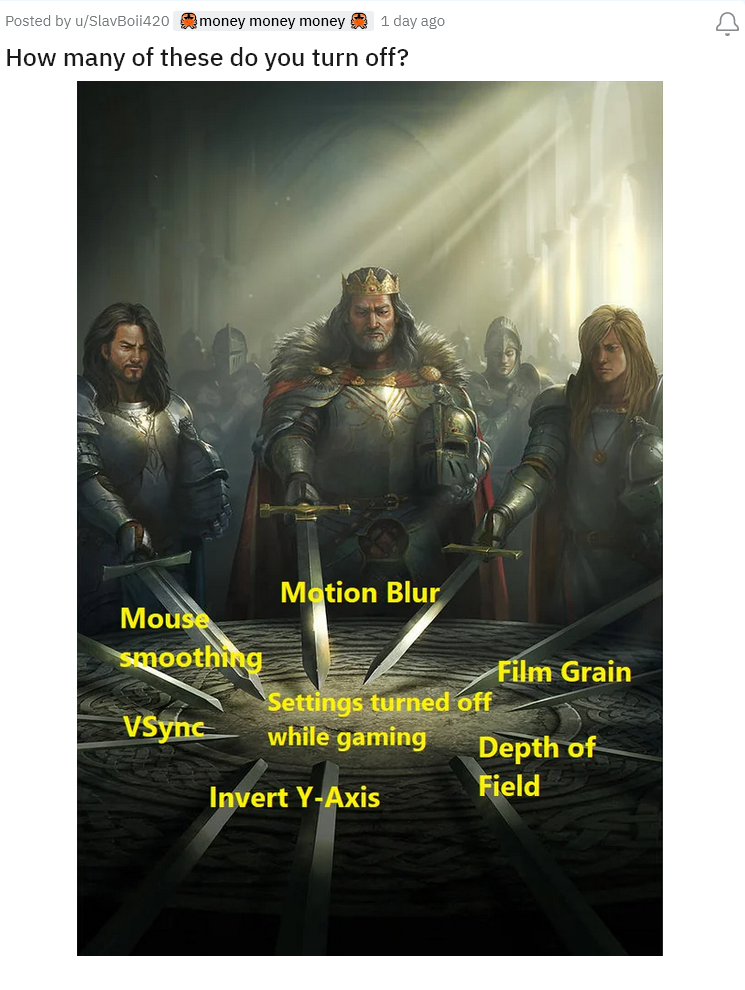 Posted by u/SlavBoii420 🦀money money money 🦀 1 day ago
How many of these do you turn off?
Motion Blur
Mouse
smoothing
Film Grain
Settings turned off
while gaming
VSync
Depth of
Field
Invert Y-Axis